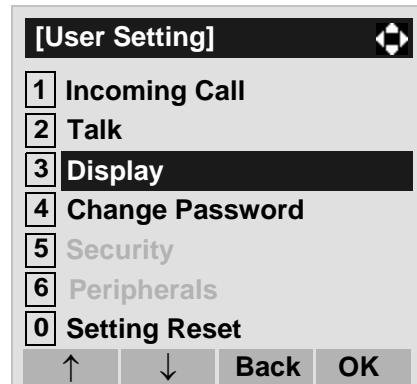 [User Setting]
1 Incoming Call
2 Talk
3 Display
4 Change Password
5 Security
6 Peripherals
0 Setting Reset
↑ ↓ Back OK